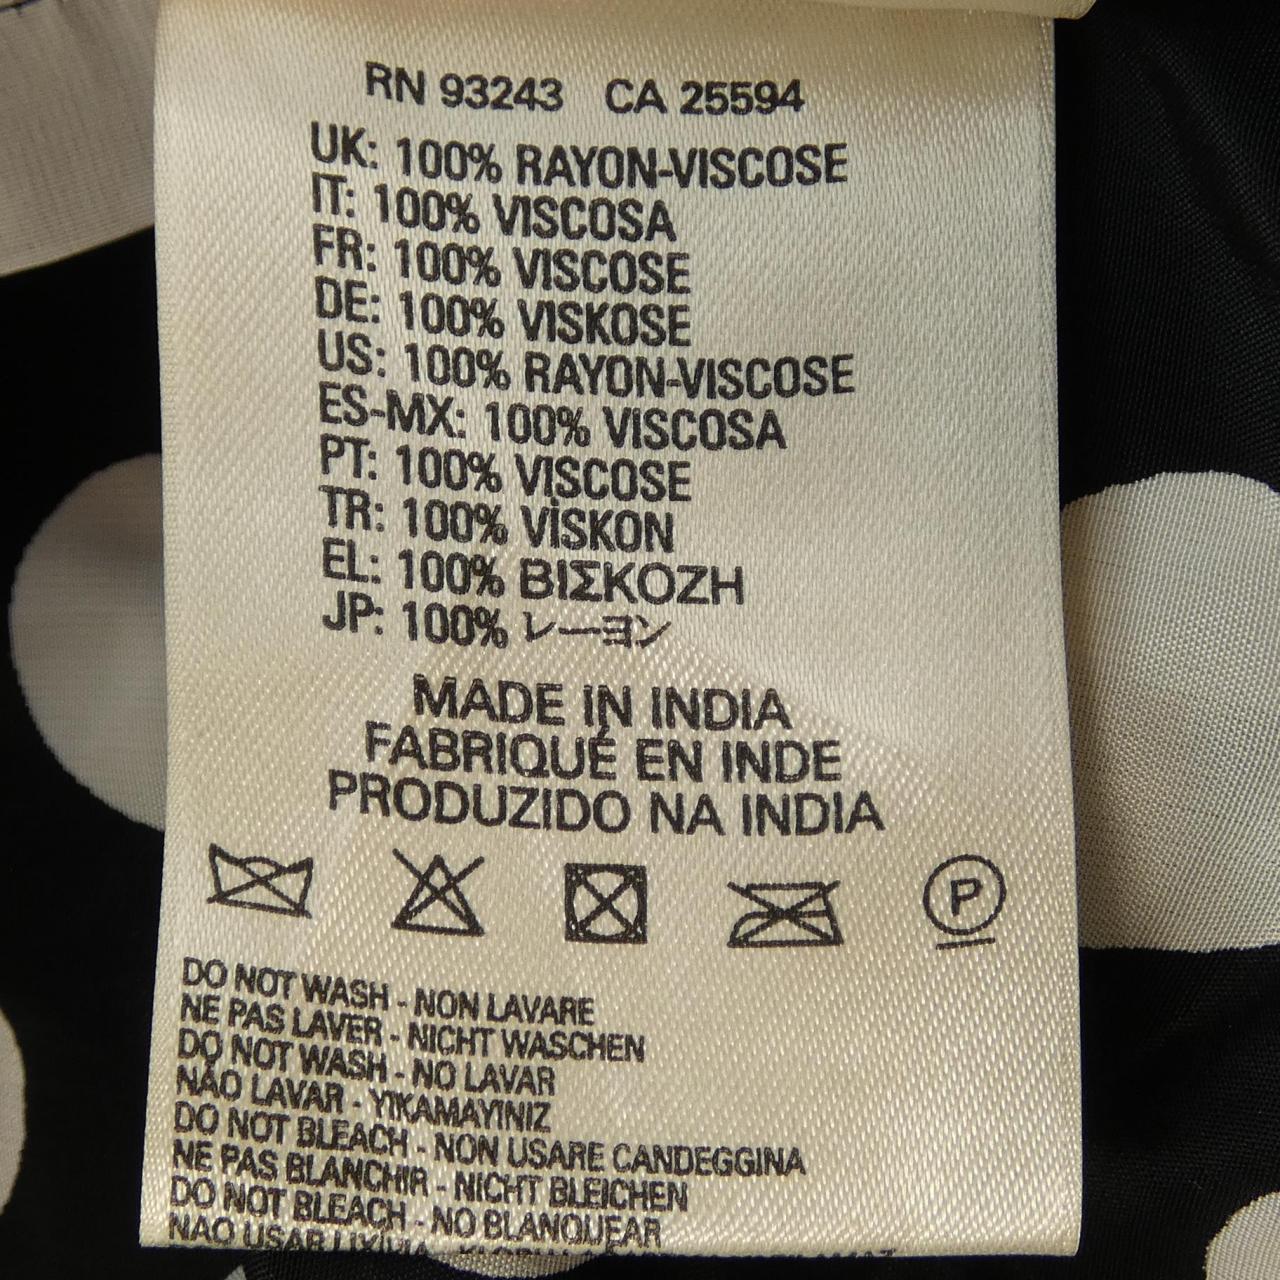 RN 93243 CA 25594
UK: 100% RAYON-VISCOSE
IT: 100% VISCOSA
FR: 100% VISCOSE
DE: 100% VISKOSE
US: 100% RAYON-VISCOSE
ES-MX: 100% VISCOSA
PT: 100% VISCOSE
TR: 100% VİSKON
EL: 100% ΒΙΣΚΟΖΗ
JP: 100% レーヨン
MADE IN INDIA
FABRIQUÉ EN INDE
PRODUZIDO NA INDIA
P
DO NOT WASH - NON LAVARE
NE PAS LAVER - NICHT WASCHEN
DO NOT WASH - NO LAVAR
NÃO LAVAR - YIKAMAYINIZ
DO NOT BLEACH - NON USARE CANDEGGINA
NE PAS BLANCHIR - NICHT BLEICHEN
DO NOT BLEACH - NO BLANQUEAR
NAO USAR LIXÍVIA -